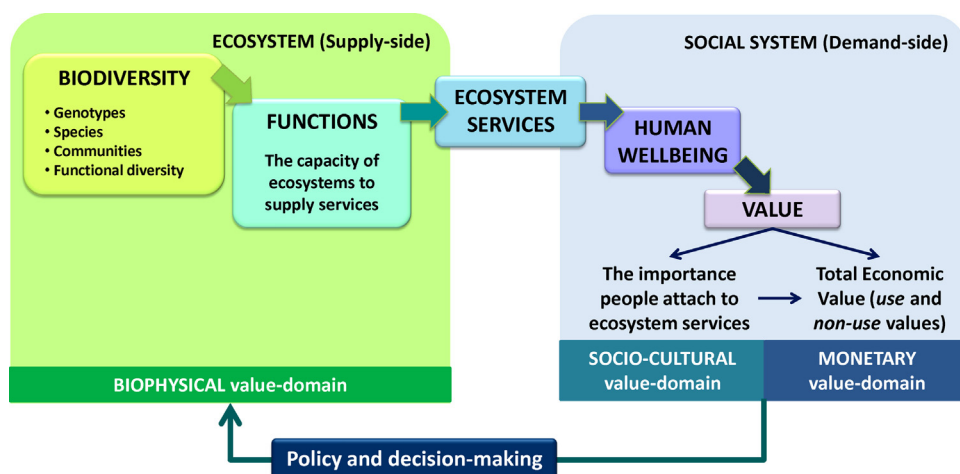 ECOSYSTEM (Supply-side)
BIODIVERSITY
• Genotypes
• Species
• Communities
• Functional diversity
FUNCTIONS
The capacity of
ecosystems to
supply services
BIOPHYSICAL value-domain
ECOSYSTEM
SERVICES
SOCIAL SYSTEM (Demand-side)
HUMAN
WELLBEING
VALUE
The importance
people attach to
ecosystem services
Total Economic
Value (use and
non-use values)
SOCIO-CULTURAL
value-domain
MONETARY
value-domain
Policy and decision-making